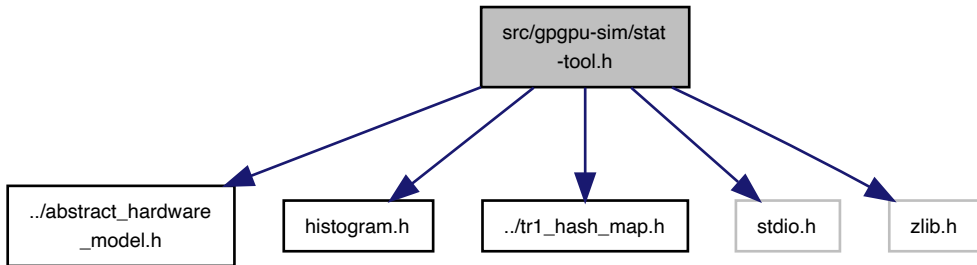 src/gpgpu-sim/stat
-tool.h
../abstract_hardware
_model.h
histogram.h
../tr1_hash_map.h
stdio.h
zlib.h